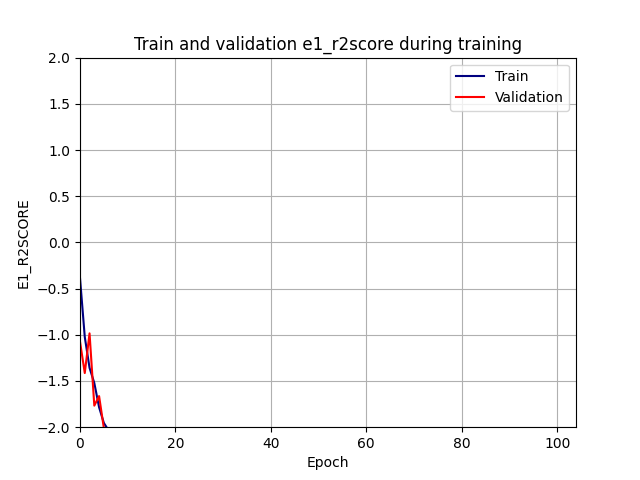 Train and validation e1_r2score during training
2.0
1.5
1.0
0.5
0.0
−0.5
−1.0
−1.5
−2.0
E1_R2SCORE
Train
Validation
0 20 40 60 80 100
Epoch